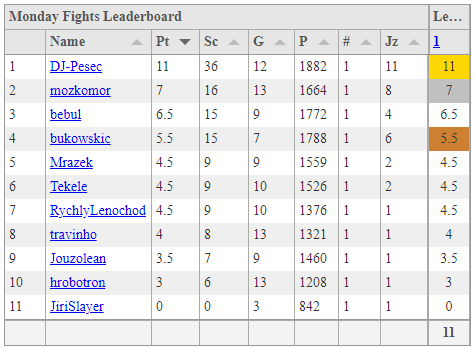 Monday Fights Leaderboard Le…
Name Pt Sc G P # Jz 1
1 DJ-Pesec 11 36 12 1882 1 11 11
2 mozkomor 7 16 13 1664 1 8 7
3 bebul 6.5 15 9 1772 1 4 6.5
4 bukowskic 5.5 15 7 1788 1 6 5.5
5 Mrazek 4.5 9 9 1559 1 2 4.5
6 Tekele 4.5 9 10 1526 1 2 4.5
7 RychlyLenochod 4.5 9 10 1376 1 1 4.5
8 travinho 4 8 13 1321 1 1 4
9 Jouzolean 3.5 7 9 1460 1 1 3.5
10 hrobotron 3 6 13 1208 1 1 3
11 JiriSlayer 0 0 3 842 1 1 0
11